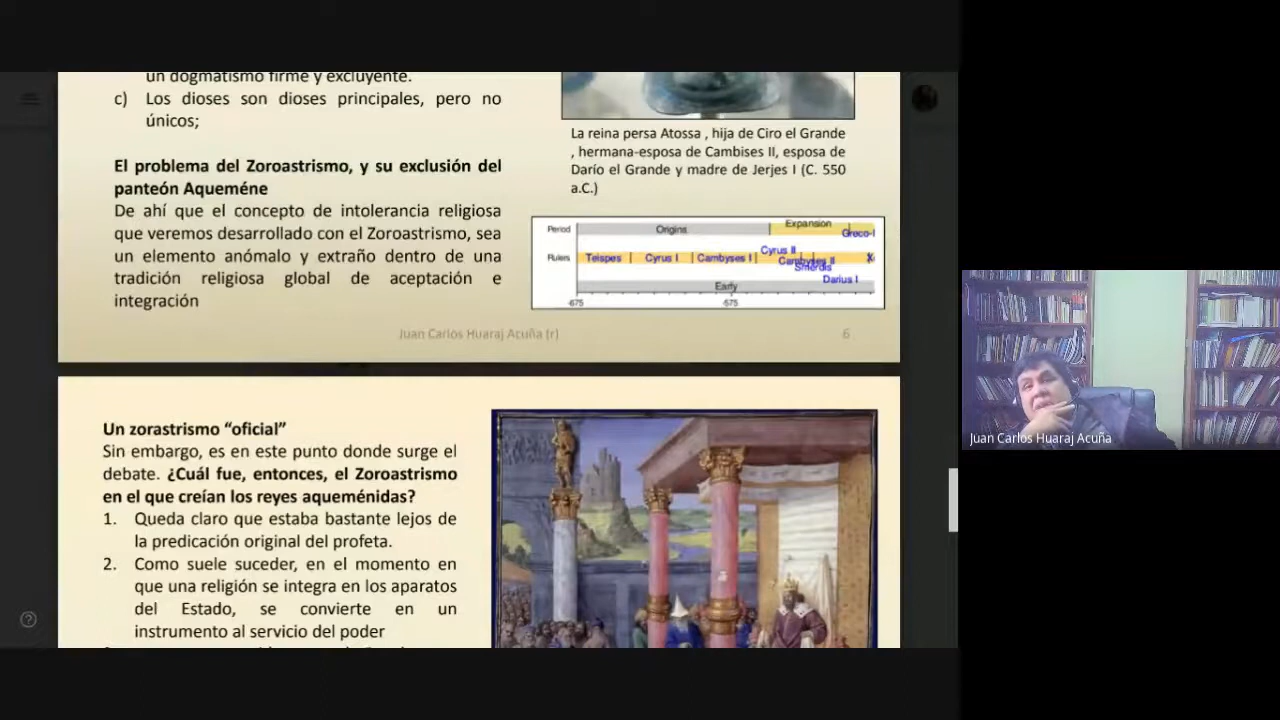 un dogmatismo firme y excluyente.
c) Los dioses son dioses principales, pero no
únicos;
El problema del Zoroastrismo, y su exclusión del
panteón Aqueméne
De ahí que el concepto de intolerancia religiosa
que veremos desarrollado con el Zoroastrismo, sea
un elemento anómalo y extraño dentro de una
tradición religiosa global de aceptación e
integración
La reina persa Atossa , hija de Ciro el Grande
, hermana-esposa de Cambises II, esposa de
Darío el Grande y madre de Jerjes I (C. 550
a.C.)
Period
Origins
Expansion
Greco-I
Rulers
Teispes
Cyrus I
Cambyses I
Cyrus II
Cambyses II
Smerdis
Darius I
Early
-675
-575
Juan Carlos Huaraj Acuña (r)
6
Un zorastrismo “oficial”
Sin embargo, es en este punto donde surge el
debate. ¿Cuál fue, entonces, el Zoroastrismo
en el que creían los reyes aqueménidas?
1. Queda claro que estaba bastante lejos de
la predicación original del profeta.
2. Como suele suceder, en el momento en
que una religión se integra en los aparatos
del Estado, se convierte en un
instrumento al servicio del poder
Juan Carlos Huaraj Acuña